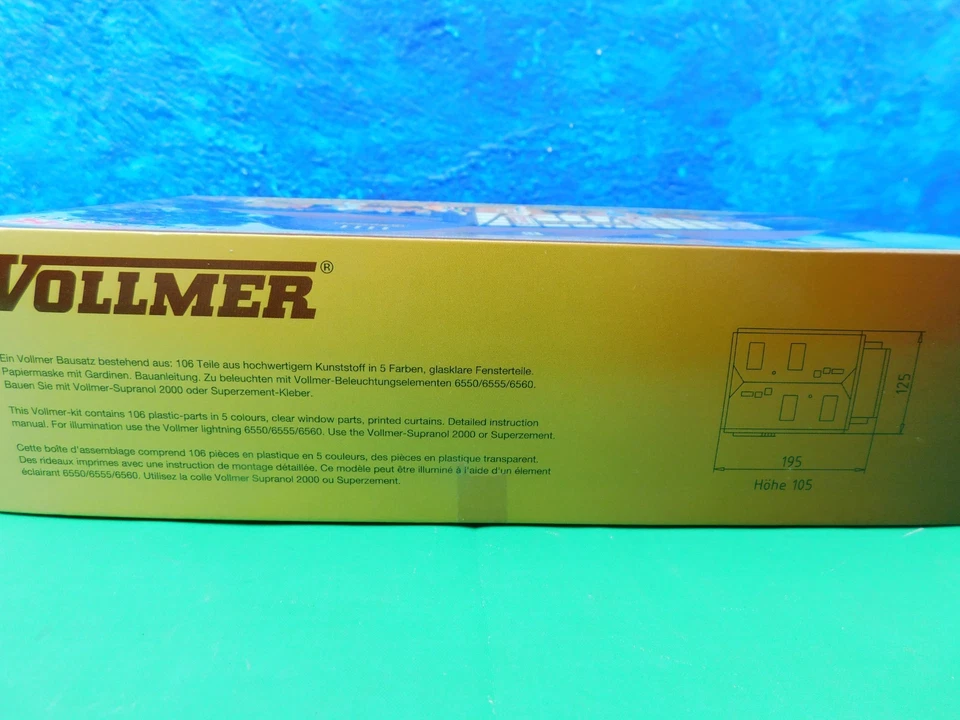 VOLLMER®
Ein Vollmer Bausatz bestehend aus: 106 Teile aus hochwertigem Kunststoff in 5 Farben, glasklare Fensterteile.
Papiermaske mit Gardinen. Bauanleitung. Zu beleuchten mit Vollmer-Beleuchtungselementen 6550/6555/6560.
Bauen Sie mit Vollmer-Supranol 2000 oder Superzement-Kleber.
This Vollmer-kit contains 106 plastic-parts in 5 colours, clear window parts, printed curtains. Detailed instruction
manual. For illumination use the Vollmer lightning 6550/6555/6560. Use the Vollmer-Supranol 2000 or Superzement.
Cette boîte d'assemblage comprend 106 pièces en plastique en 5 couleurs, des pièces en plastique transparent.
Des rideaux imprimes avec une instruction de montage détaillée. Ce modèle peut être illuminé à l'aide d'un élement
éclairant 6550/6555/6560. Utilisez la colle Vollmer Supranol 2000 ou Superzement.
125
195
Höhe 105